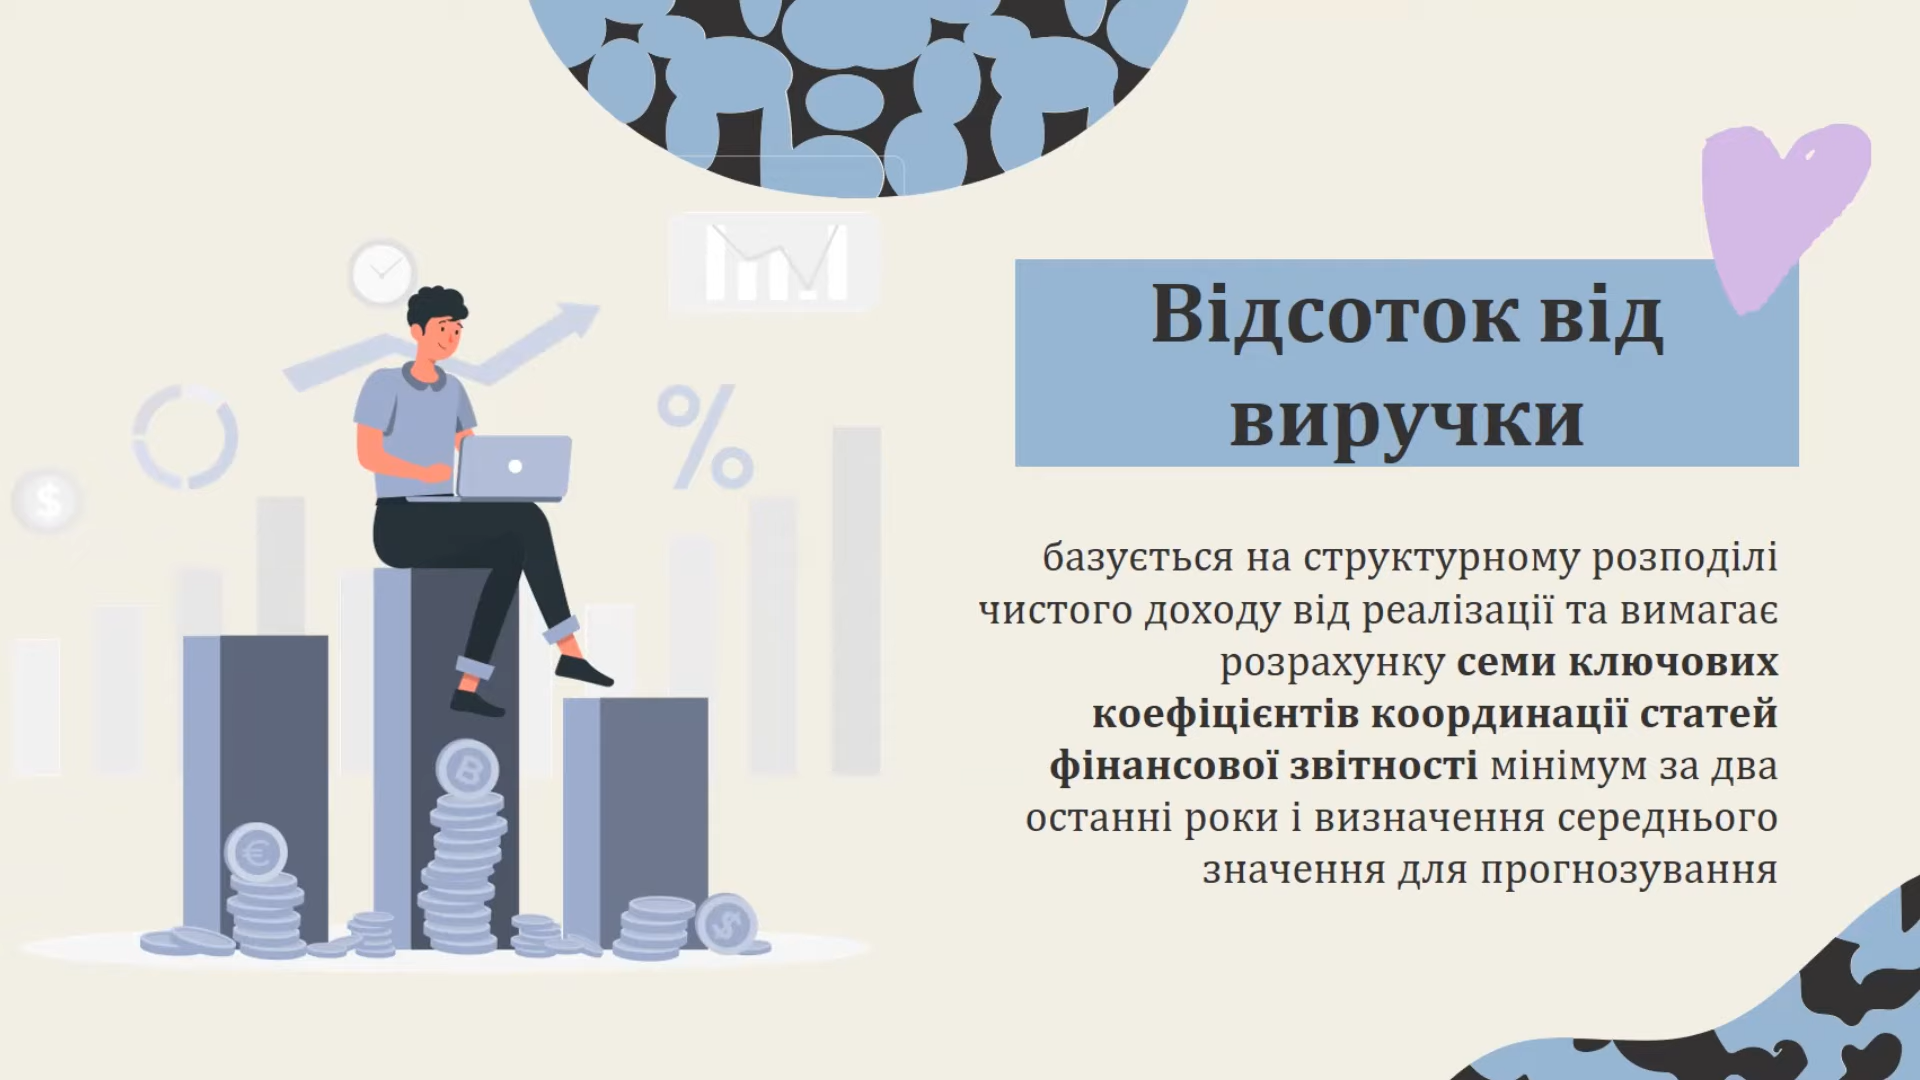 Відсоток від
виручки
базується на структурному розподілі
чистого доходу від реалізації та вимагає
розрахунку семи ключових
коефіцієнтів координації статей
фінансової звітності мінімум за два
останні роки і визначення середнього
значення для прогнозування